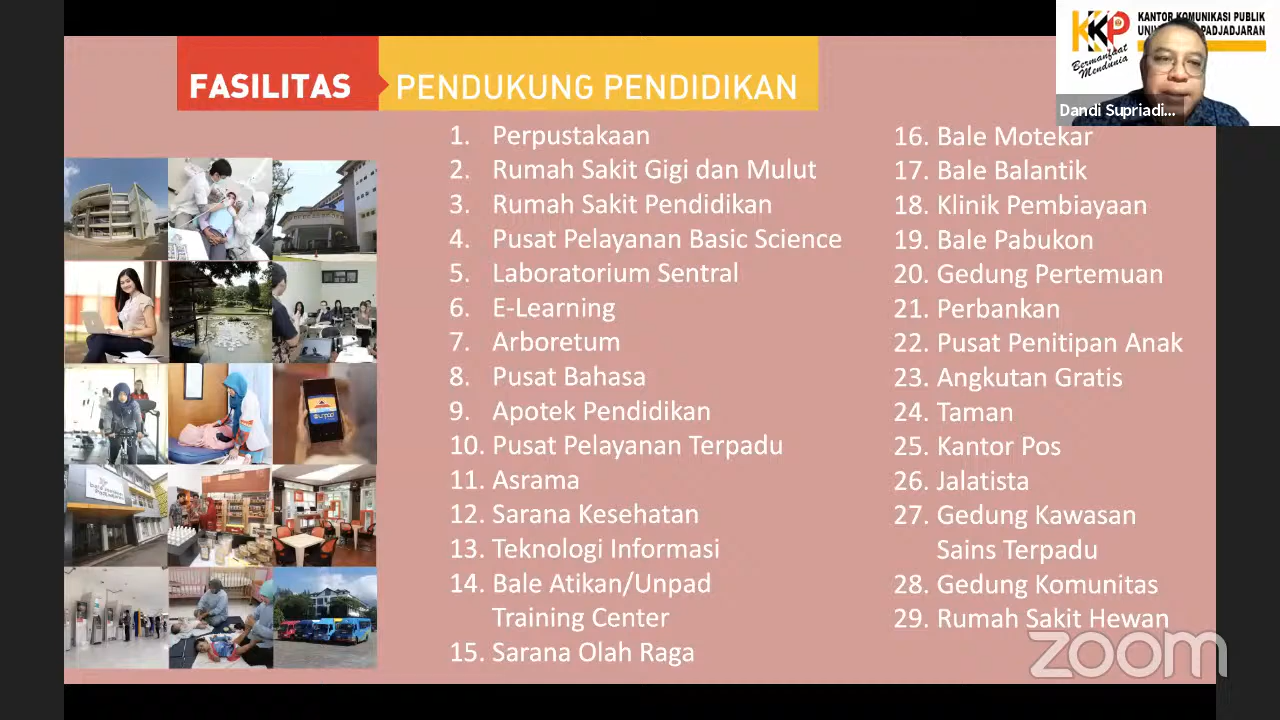 FASILITAS PENDUKUNG PENDIDIKAN
1. Perpustakaan
2. Rumah Sakit Gigi dan Mulut
3. Rumah Sakit Pendidikan
4. Pusat Pelayanan Basic Science
5. Laboratorium Sentral
6. E-Learning
7. Arboretum
8. Pusat Bahasa
9. Apotek Pendidikan
10. Pusat Pelayanan Terpadu
11. Asrama
12. Sarana Kesehatan
13. Teknologi Informasi
14. Bale Atikan/Unpad
Training Center
15. Sarana Olah Raga
16. Bale Motekar
17. Bale Balantik
18. Klinik Pembiayaan
19. Bale Pabukon
20. Gedung Pertemuan
21. Perbankan
22. Pusat Penitipan Anak
23. Angkutan Gratis
24. Taman
25. Kantor Pos
26. Jalatista
27. Gedung Kawasan
Sains Terpadu
28. Gedung Komunitas
29. Rumah Sakit Hewan
KKP
KANTOR KOMUNIKASI PUBLIK
PADJADJARAN
Bermanfaat
Mendunia
Dandi Supriadi...
zoom